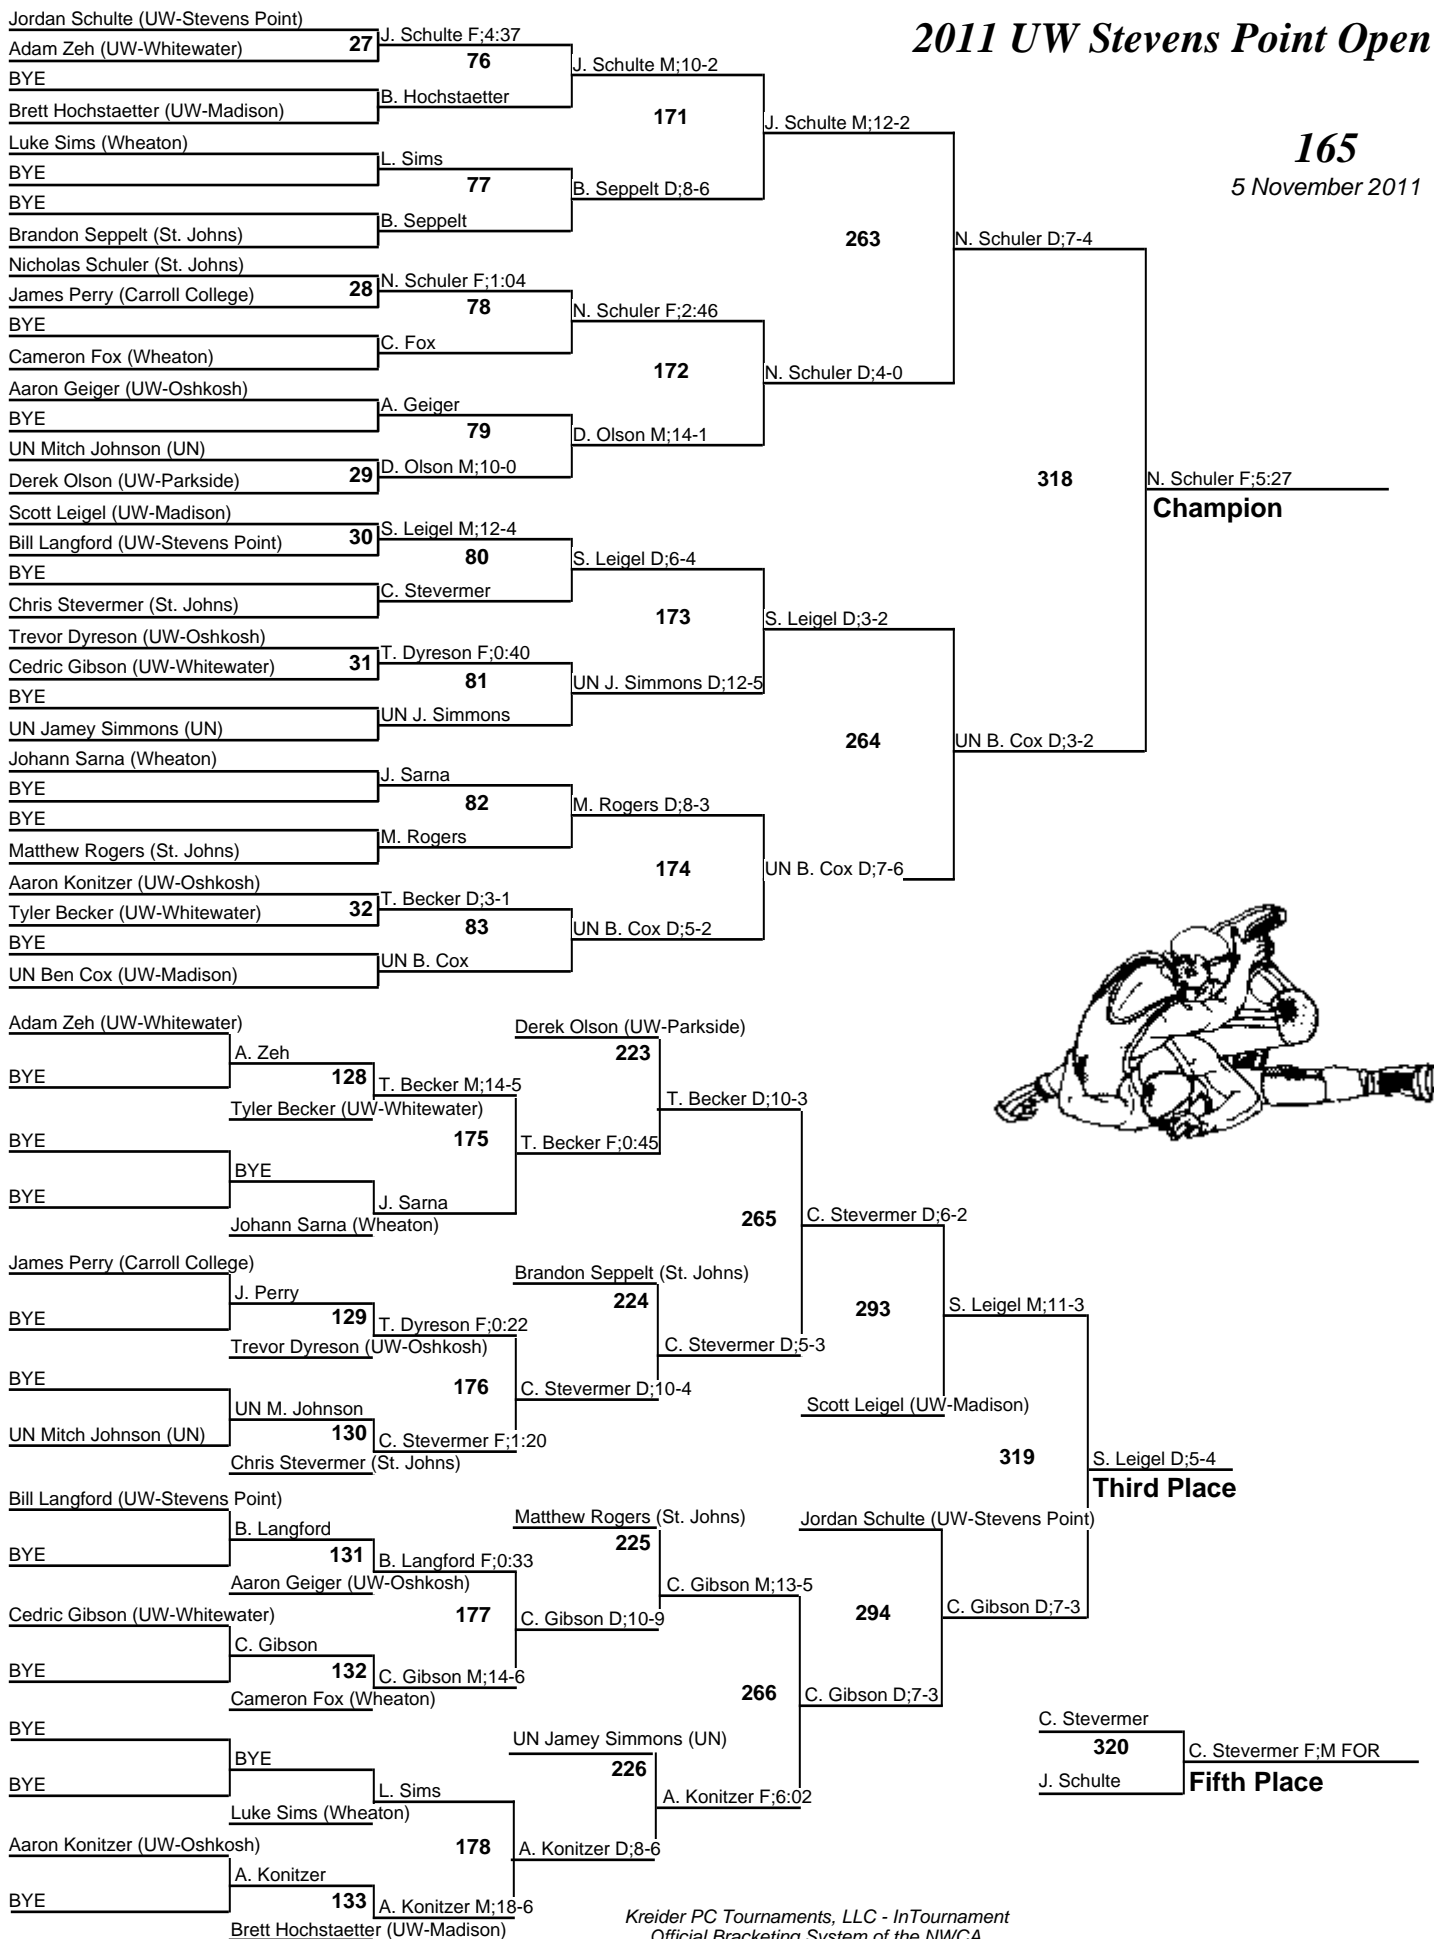 2011 UW Stevens Point Open
165
5 November 2011
Jordan Schulte (UW-Stevens Point)
Adam Zeh (UW-Whitewater)
27
J. Schulte F;4:37
BYE
Brett Hochstaetter (UW-Madison)
B. Hochstaetter
76
J. Schulte M;10-2
Luke Sims (Wheaton)
BYE
L. Sims
BYE
Brandon Seppelt (St. Johns)
B. Seppelt
77
B. Seppelt D;8-6
171
J. Schulte M;12-2
Nicholas Schuler (St. Johns)
James Perry (Carroll College)
28
N. Schuler F;1:04
BYE
Cameron Fox (Wheaton)
C. Fox
78
N. Schuler F;2:46
Aaron Geiger (UW-Oshkosh)
BYE
A. Geiger
UN Mitch Johnson (UN)
Derek Olson (UW-Parkside)
29
D. Olson M;10-0
79
D. Olson M;14-1
172
N. Schuler D;4-0
263
N. Schuler D;7-4
Scott Leigel (UW-Madison)
Bill Langford (UW-Stevens Point)
30
S. Leigel M;12-4
BYE
Chris Stevermer (St. Johns)
C. Stevermer
80
S. Leigel D;6-4
Trevor Dyreson (UW-Oshkosh)
Cedric Gibson (UW-Whitewater)
31
T. Dyreson F;0:40
BYE
UN Jamey Simmons (UN)
UN J. Simmons
81
UN J. Simmons D;12-5
173
S. Leigel D;3-2
Johann Sarna (Wheaton)
BYE
J. Sarna
BYE
Matthew Rogers (St. Johns)
M. Rogers
82
M. Rogers D;8-3
Aaron Konitzer (UW-Oshkosh)
Tyler Becker (UW-Whitewater)
32
T. Becker D;3-1
BYE
UN Ben Cox (UW-Madison)
UN B. Cox
83
UN B. Cox D;5-2
174
UN B. Cox D;7-6
264
UN B. Cox D;3-2
318
N. Schuler F;5:27
Champion
Adam Zeh (UW-Whitewater)
BYE
A. Zeh
128
Tyler Becker (UW-Whitewater)
T. Becker M;14-5
BYE
BYE
BYE
Johann Sarna (Wheaton)
J. Sarna
175
T. Becker F;0:45
Derek Olson (UW-Parkside)
223
T. Becker D;10-3
James Perry (Carroll College)
BYE
J. Perry
129
Trevor Dyreson (UW-Oshkosh)
T. Dyreson F;0:22
BYE
UN Mitch Johnson (UN)
UN M. Johnson
130
Chris Stevermer (St. Johns)
C. Stevermer F;1:20
176
C. Stevermer D;10-4
Brandon Seppelt (St. Johns)
224
C. Stevermer D;5-3
265
C. Stevermer D;6-2
293
Scott Leigel (UW-Madison)
S. Leigel M;11-3
Bill Langford (UW-Stevens Point)
BYE
B. Langford
131
Aaron Geiger (UW-Oshkosh)
B. Langford F;0:33
Cedric Gibson (UW-Whitewater)
BYE
C. Gibson
132
Cameron Fox (Wheaton)
C. Gibson M;14-6
177
C. Gibson D;10-9
Matthew Rogers (St. Johns)
225
C. Gibson M;13-5
BYE
BYE
BYE
Luke Sims (Wheaton)
L. Sims
Aaron Konitzer (UW-Oshkosh)
BYE
A. Konitzer
133
Brett Hochstaetter (UW-Madison)
A. Konitzer M;18-6
178
A. Konitzer D;8-6
UN Jamey Simmons (UN)
226
A. Konitzer F;6:02
266
C. Gibson D;7-3
Jordan Schulte (UW-Stevens Point)
294
C. Gibson D;7-3
319
S. Leigel D;5-4
Third Place
C. Stevermer
320
J. Schulte
C. Stevermer F;M FOR
Fifth Place
Kreider PC Tournaments, LLC - InTournament
Official Bracketing System of the NWCA